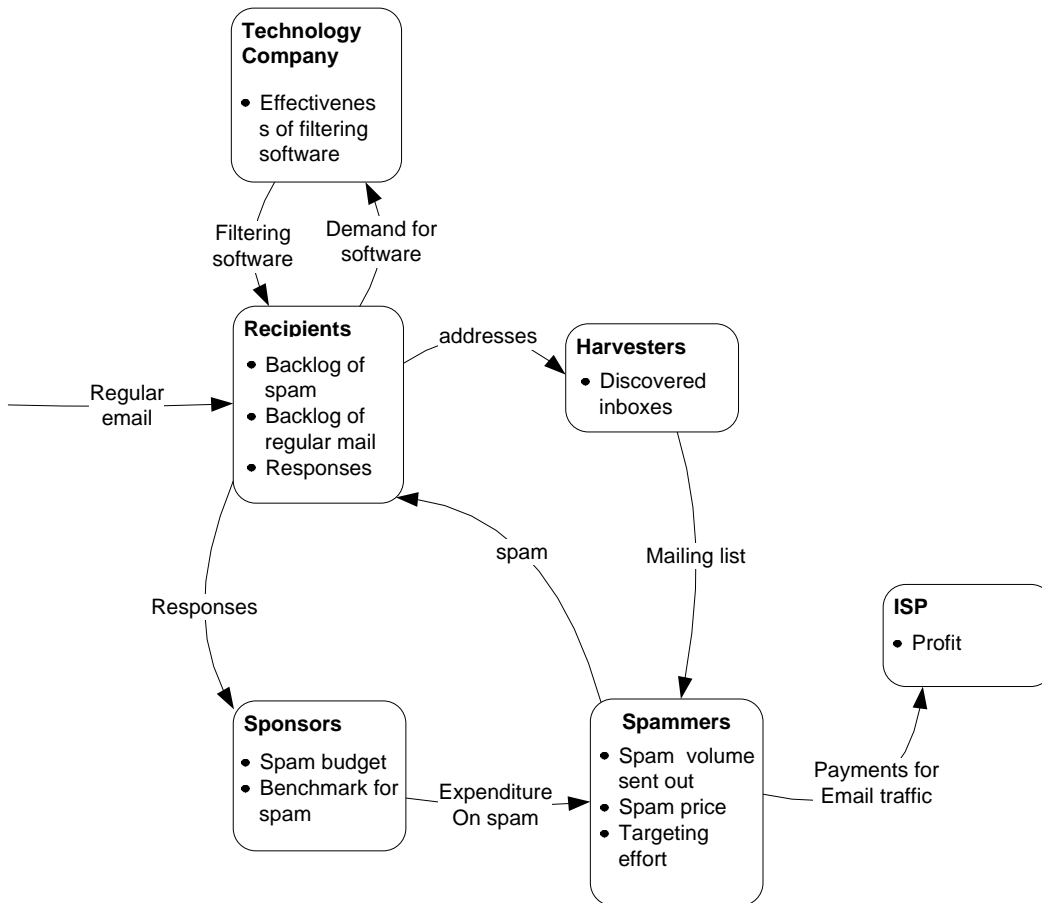 Technology
Company
• Effectivenes
s of filtering
software
Filtering
software
Demand for
software
Recipients
• Backlog of
spam
• Backlog of
regular mail
• Responses
addresses
Harvesters
• Discovered
inboxes
Regular
email
spam
Mailing list
Responses
ISP
• Profit
Sponsors
• Spam budget
• Benchmark for
spam
Expenditure
On spam
Spammers
• Spam volume
sent out
• Spam price
• Targeting
effort
Payments for
Email traffic